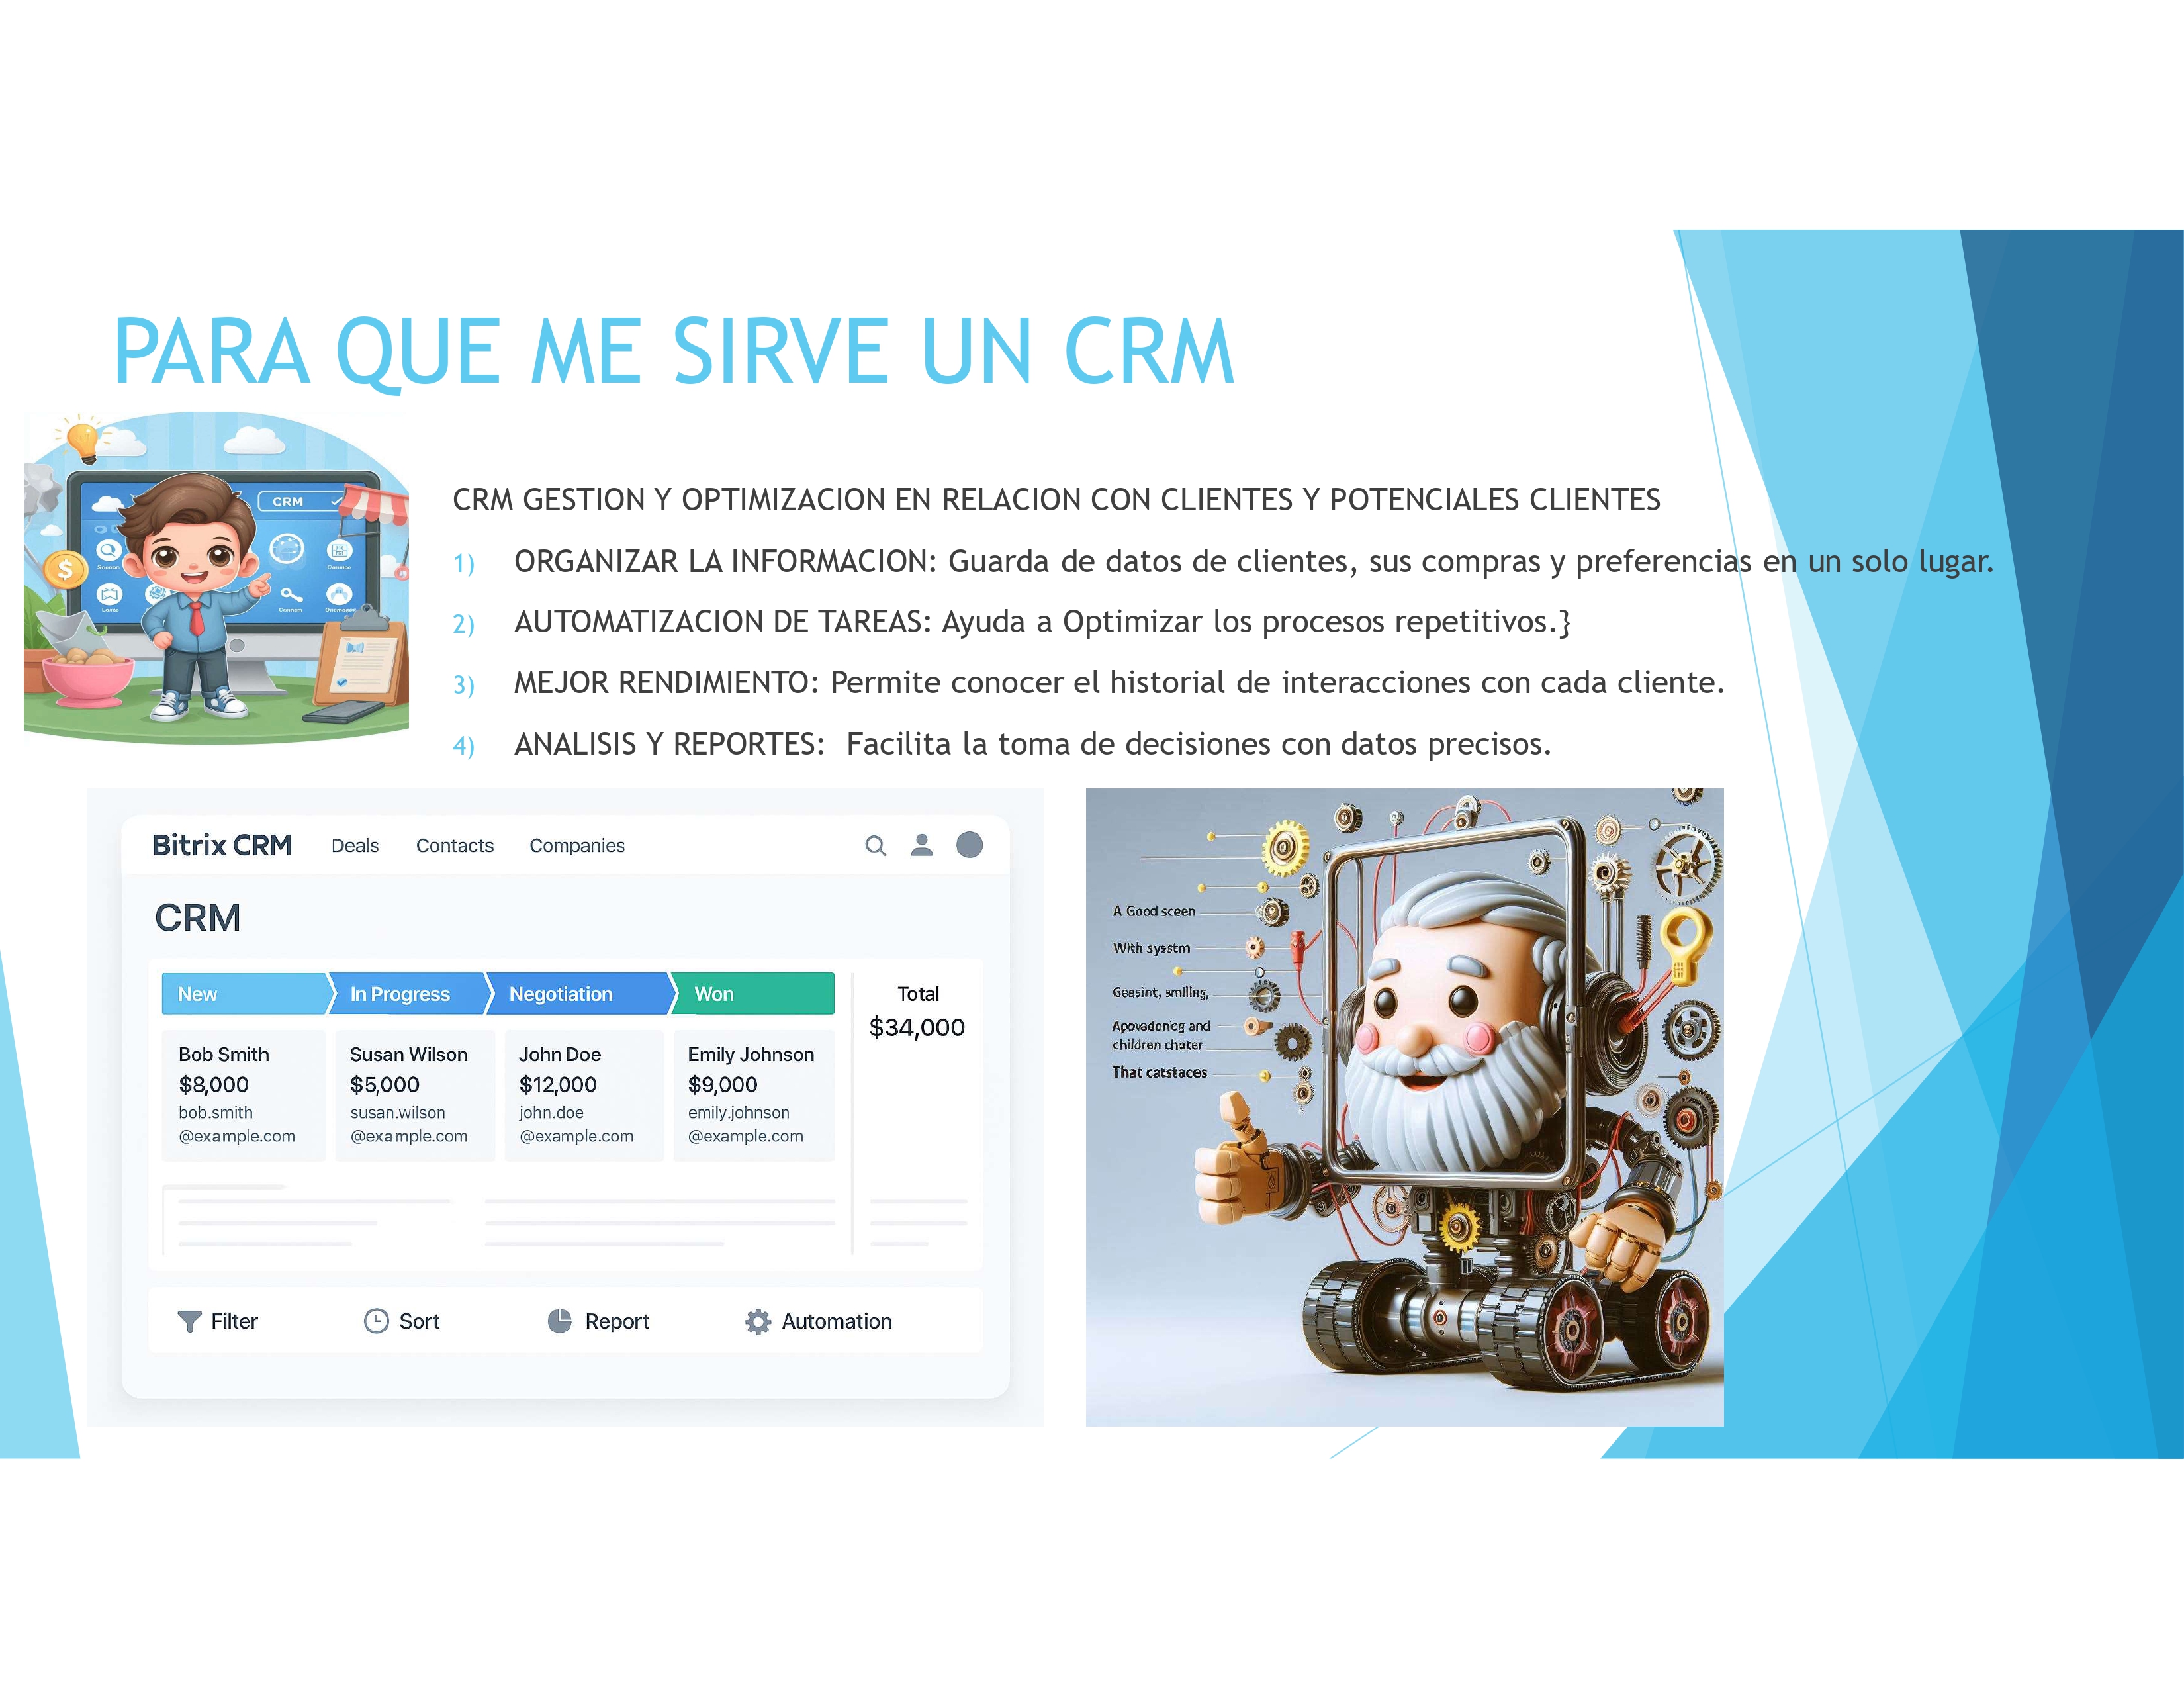 PARA QUE ME SIRVE UN CRM
CRM
CRM GESTION Y OPTIMIZACION EN RELACION CON CLIENTES Y POTENCIALES CLIENTES
1) ORGANIZAR LA INFORMACION: Guarda de datos de clientes, sus compras y preferencias en un solo lugar.
2) AUTOMATIZACION DE TAREAS: Ayuda a Optimizar los procesos repetitivos.}
3) MEJOR RENDIMIENTO: Permite conocer el historial de interacciones con cada cliente.
4) ANALISIS Y REPORTES: Facilita la toma de decisiones con datos precisos.
Bitrix CRM Deals Contacts Companies
CRM
New In Progress Negotiation Won Total
$34,000
Bob Smith Susan Wilson John Doe Emily Johnson
$8,000 $5,000 $12,000 $9,000
bob.smith susan.wilson john.doe emily.johnson
@example.com @example.com @example.com @example.com
Filter Sort Report Automation
A Good sceen
With sysstm
Geasint, smiling,
children chater
That catstaces